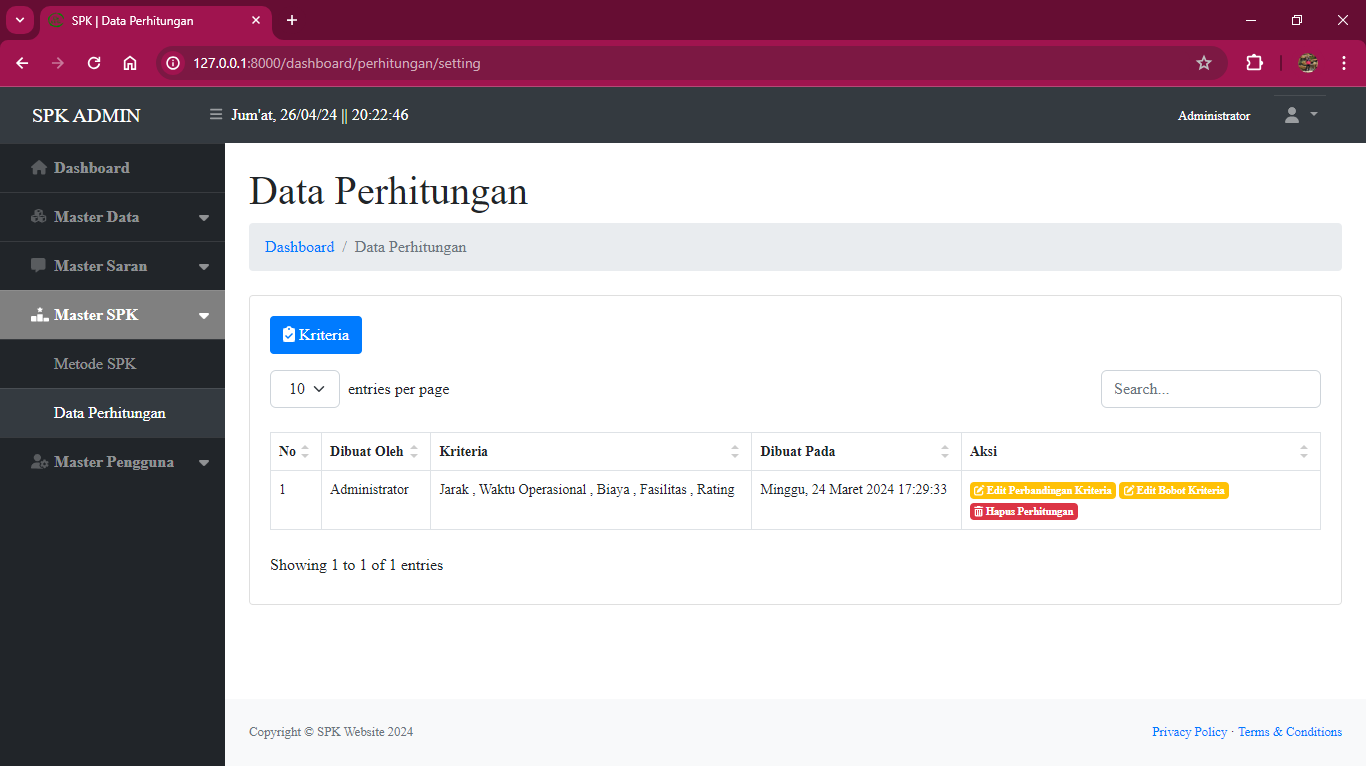 SPK | Data Perhitungan
127.0.0.1:8000/dashboard/perhitungan/setting
SPK ADMIN
Jum'at, 26/04/24 || 20:22:46
Administrator
Dashboard
Master Data
Master Saran
Master SPK
Metode SPK
Data Perhitungan
Master Pengguna
Data Perhitungan
Dashboard / Data Perhitungan
Kriteria
10 entries per page
Search...
No Dibuat Oleh Kriteria Dibuat Pada Aksi
1 Administrator Jarak , Waktu Operasional , Biaya , Fasilitas , Rating Minggu, 24 Maret 2024 17:29:33 Edit Perbandingan Kriteria Edit Bobot Kriteria
Hapus Perhitungan
Showing 1 to 1 of 1 entries
Copyright © SPK Website 2024
Privacy Policy · Terms & Conditions